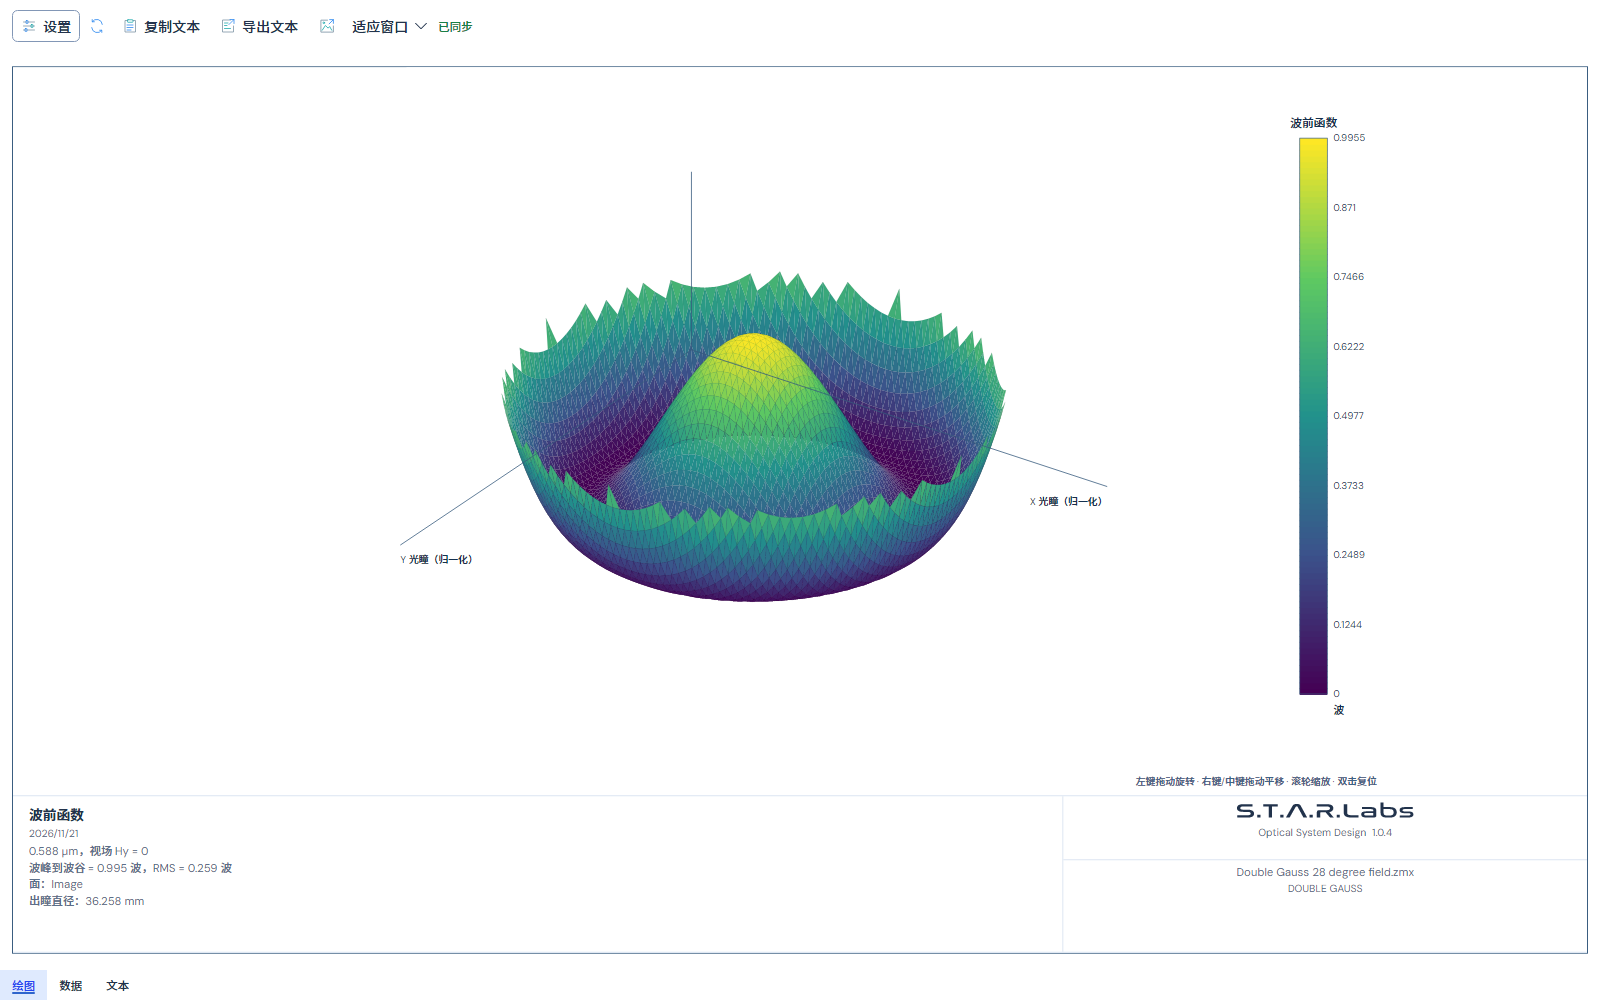 设置 复制文本 导出文本 适应窗口 已同步
波前函数
0.9955
0.871
0.7466
0.6222
0.4977
0.3733
0.2489
0.1244
0
波
X 光瞳（归一化）
Y 光瞳（归一化）
左键拖动旋转 · 右键/中键拖动平移 · 滚轮缩放 · 双击复位
波前函数
2026/11/21
0.588 µm，视场 Hy = 0
波峰到波谷 = 0.995 波，RMS = 0.259 波
面：Image
出瞳直径：36.258 mm
S.T.A.R.Labs
Optical System Design 1.0.4
Double Gauss 28 degree field.zmx
DOUBLE GAUSS
绘图 数据 文本